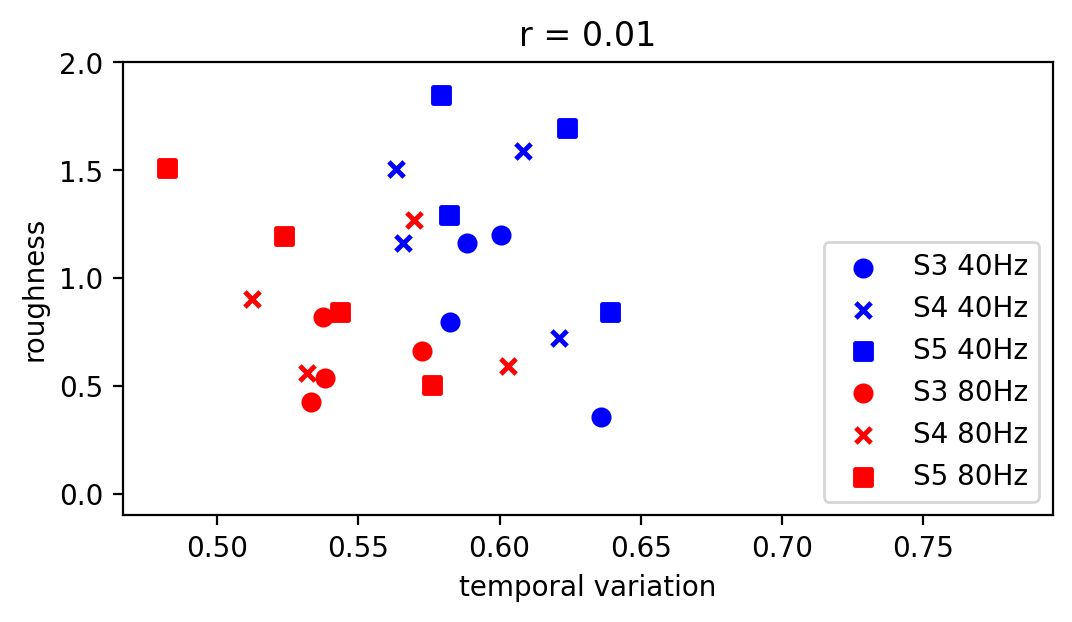 r = 0.01
2.0
1.5
1.0
0.5
0.0
roughness
S3 40Hz
S4 40Hz
S5 40Hz
S3 80Hz
S4 80Hz
S5 80Hz
0.50 0.55 0.60 0.65 0.70 0.75
temporal variation